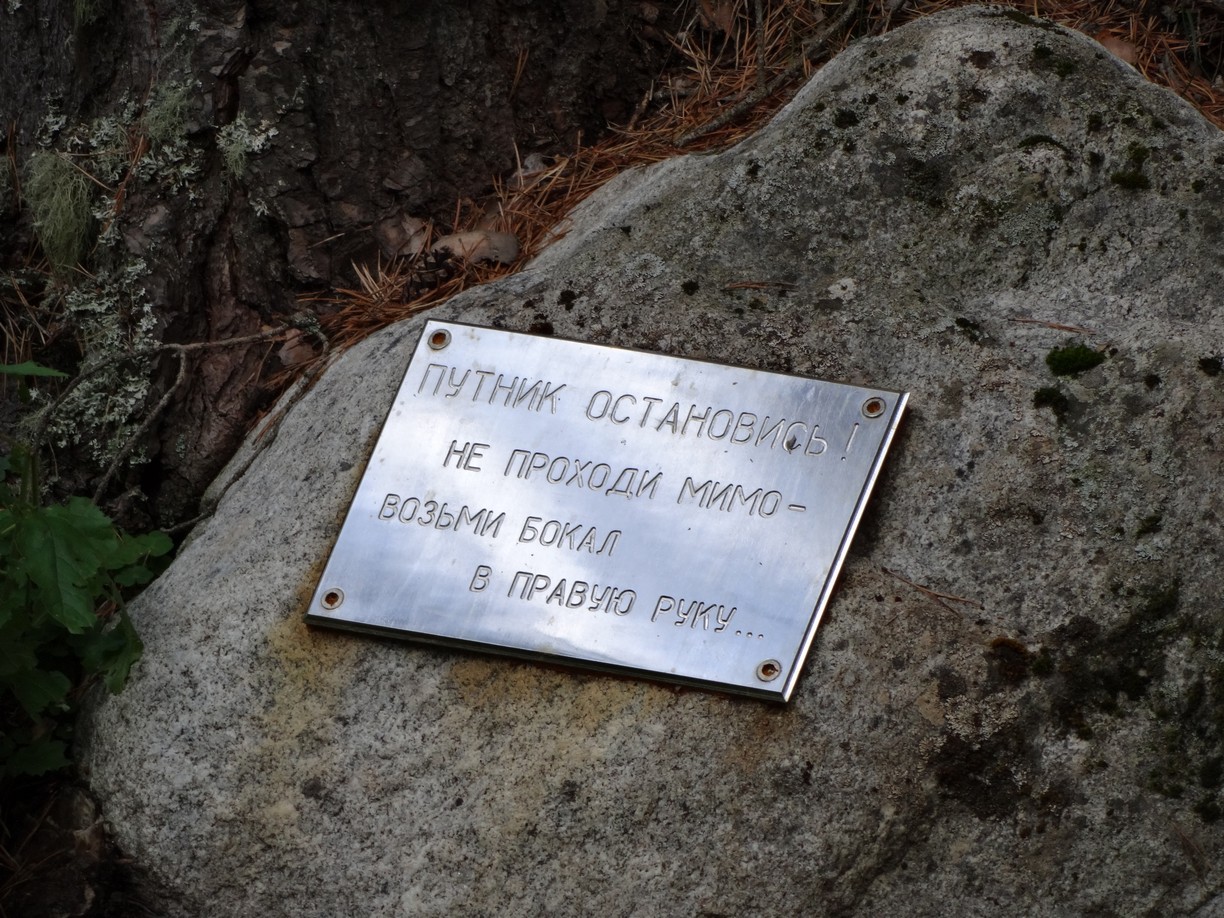 ПУТНИК ОСТАНОВИСЬ!
НЕ ПРОХОДИ МИМО-
ВОЗЬМИ БОКАЛ
В ПРАВУЮ РУКУ...